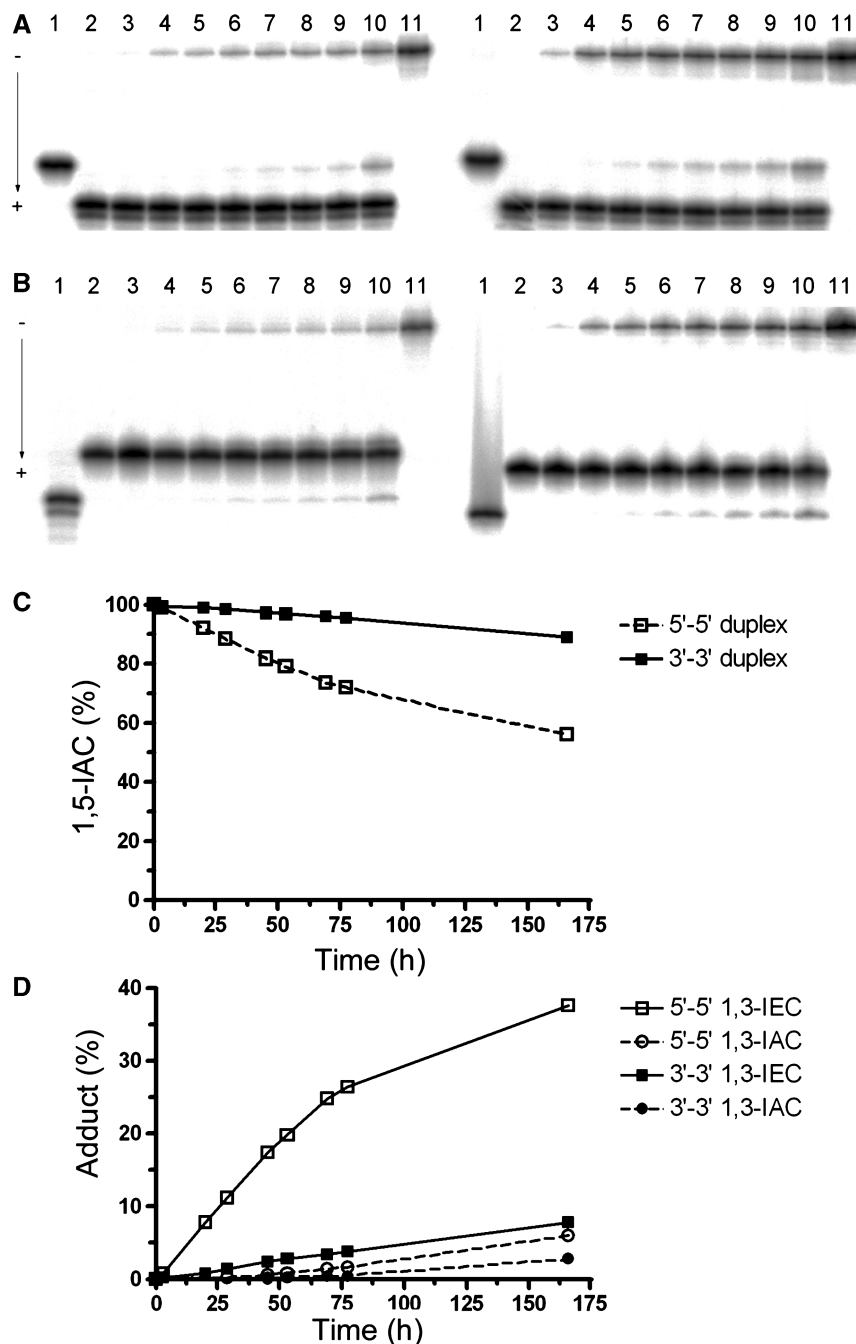 A 1 2 3 4 5 6 7 8 9 10 11 1 2 3 4 5 6 7 8 9 10 11
-
+
B 1 2 3 4 5 6 7 8 9 10 11 1 2 3 4 5 6 7 8 9 10 11
-
+
C
100
80
60
40
20
0
1,5-IAC (%)
0 25 50 75 100 125 150 175
Time (h)
5'-5' duplex
3'-3' duplex
D
40
30
20
10
0
Adduct (%)
0 25 50 75 100 125 150 175
Time (h)
5'-5' 1,3-IEC
5'-5' 1,3-IAC
3'-3' 1,3-IEC
3'-3' 1,3-IAC